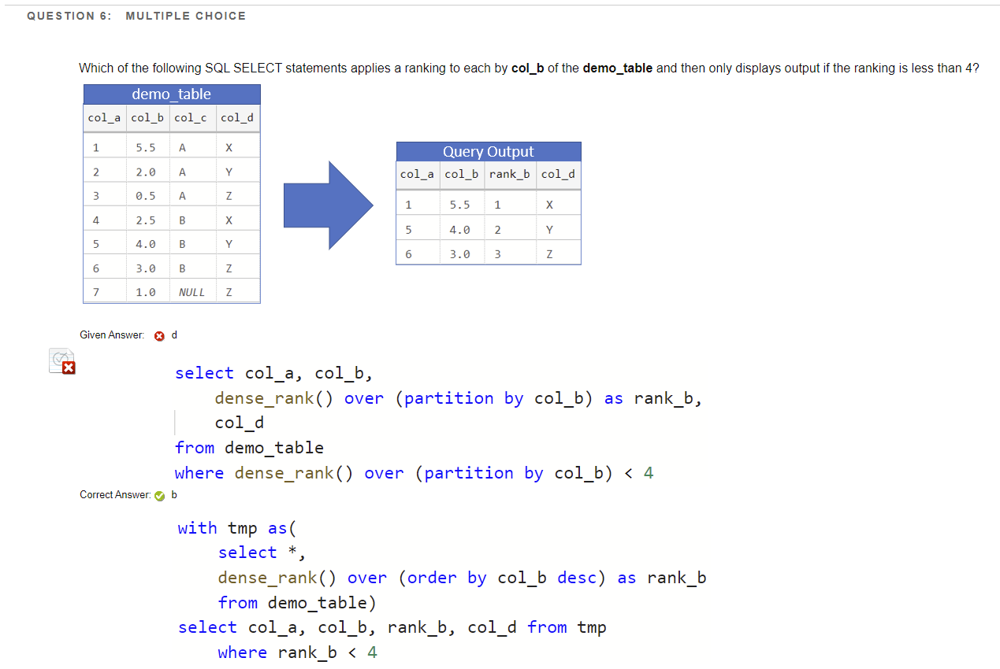 QUESTION 6: MULTIPLE CHOICE
Which of the following SQL SELECT statements applies a ranking to each by col_b of the demo_table and then only displays output if the ranking is less than 4?
demo_table
col_a col_b col_c col_d
1 5.5 A X
2 2.0 A Y
3 0.5 A Z
4 2.5 B X
5 4.0 B Y
6 3.0 B Z
7 1.0 NULL Z
Query Output
col_a col_b rank_b col_d
1 5.5 1 X
5 4.0 2 Y
6 3.0 3 Z
Given Answer: d
select col_a, col_b,
dense_rank() over (partition by col_b) as rank_b,
col_d
from demo_table
where dense_rank() over (partition by col_b) < 4
Correct Answer: b
with tmp as(
select *,
dense_rank() over (order by col_b desc) as rank_b
from demo_table)
select col_a, col_b, rank_b, col_d from tmp
where rank_b < 4